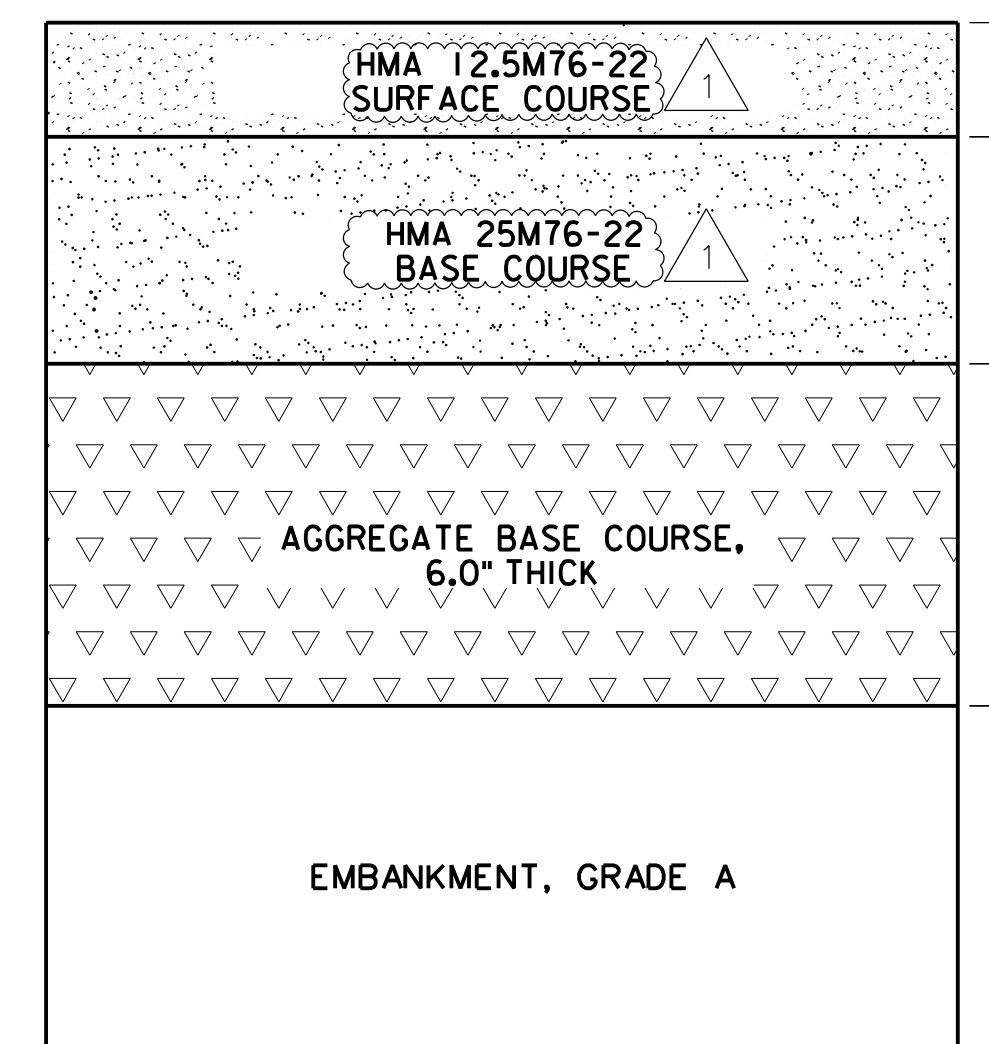 HMA 12.5M76-22
SURFACE COURSE
1
HMA 25M76-22
BASE COURSE
1
AGGREGATE BASE COURSE,
6.0" THICK
EMBANKMENT, GRADE A